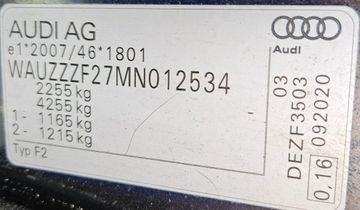 AUDI AG
e1*2007/46*1801
WAUZZZF27MN012534
2255 kg
4255 kg
1 - 1165 kg
2 - 1215 kg
Typ F2
Audi
03
DEZF3503
092020
0,16